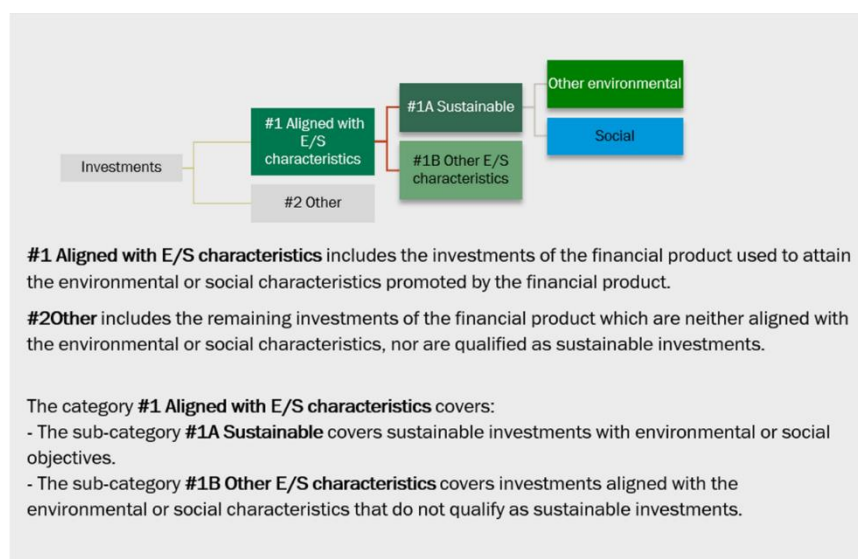 Other environmental
#1A Sustainable
#1 Aligned with
E/S
characteristics
Social
#1B Other E/S
characteristics
Investments
#2 Other
#1 Aligned with E/S characteristics includes the investments of the financial product used to attain
the environmental or social characteristics promoted by the financial product.
#2Other includes the remaining investments of the financial product which are neither aligned with
the environmental or social characteristics, nor are qualified as sustainable investments.
The category #1 Aligned with E/S characteristics covers:
- The sub-category #1A Sustainable covers sustainable investments with environmental or social
objectives.
- The sub-category #1B Other E/S characteristics covers investments aligned with the
environmental or social characteristics that do not qualify as sustainable investments.